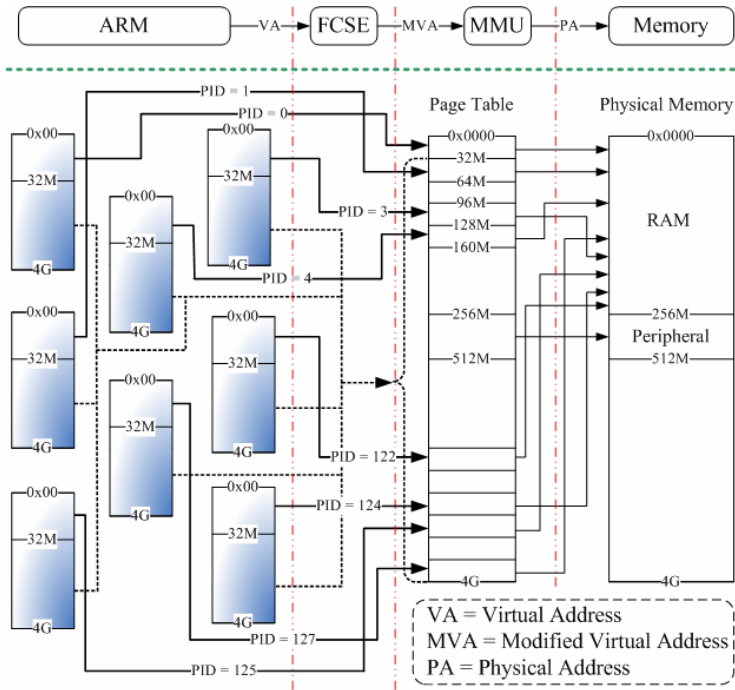 ARM
VA
FCSE
MVA
MMU
PA
Memory
PID = 1
PID = 0
Page Table
Physical Memory
0x00
32M
4G
0x00
32M
4G
0x00
32M
4G
PID = 3
PID = 4
0x0000
32M
64M
96M
128M
160M
256M
512M
4G
0x0000
RAM
256M
Peripheral
512M
4G
0x00
32M
4G
0x00
32M
4G
0x00
32M
4G
PID = 122
0x00
32M
4G
0x00
32M
4G
PID = 124
PID = 127
PID = 125
VA = Virtual Address
MVA = Modified Virtual Address
PA = Physical Address